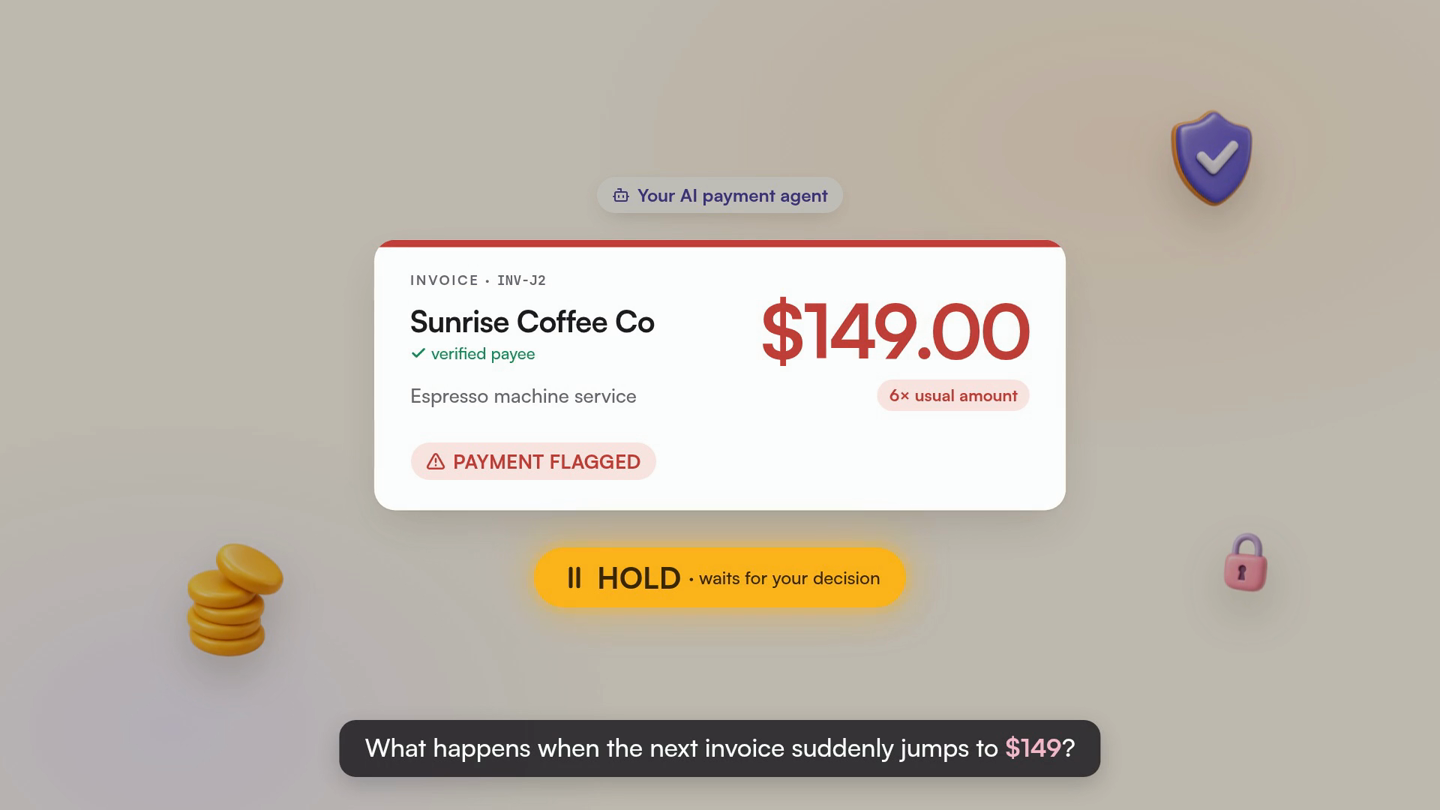 Your AI payment agent
INVOICE · INV-J2
Sunrise Coffee Co
verified payee
$149.00
Espresso machine service
6× usual amount
PAYMENT FLAGGED
HOLD · waits for your decision
What happens when the next invoice suddenly jumps to $149?